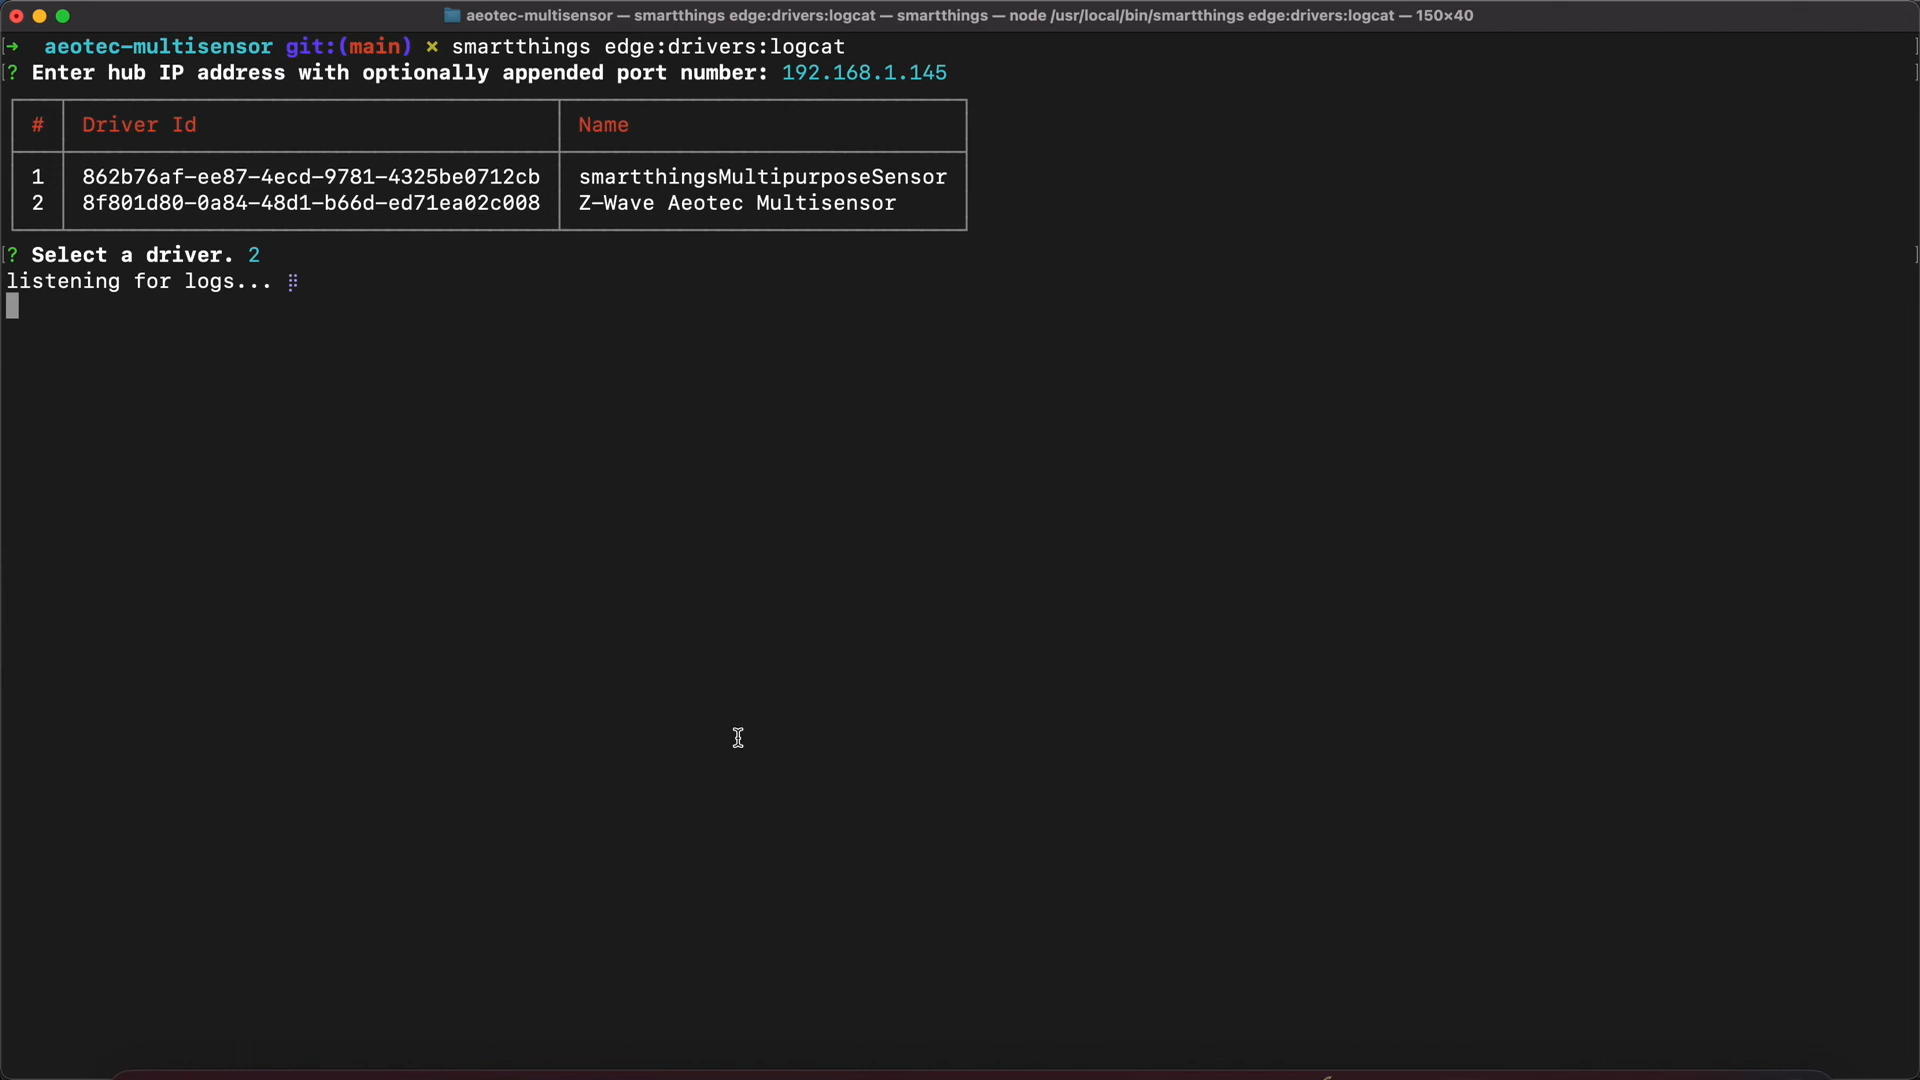 aeotec-multisensor — smartthings edge:drivers:logcat — smartthings — node /usr/local/bin/smartthings edge:drivers:logcat — 150×40
[➜ aeotec-multisensor git:(main) × smartthings edge:drivers:logcat ]
[? Enter hub IP address with optionally appended port number: 192.168.1.145 ]
# Driver Id Name
1 862b76af-ee87-4ecd-9781-4325be0712cb smartthingsMultipurposeSensor
2 8f801d80-0a84-48d1-b66d-ed71ea02c008 Z-Wave Aeotec Multisensor
[? Select a driver. 2 ]
listening for logs... ⡟